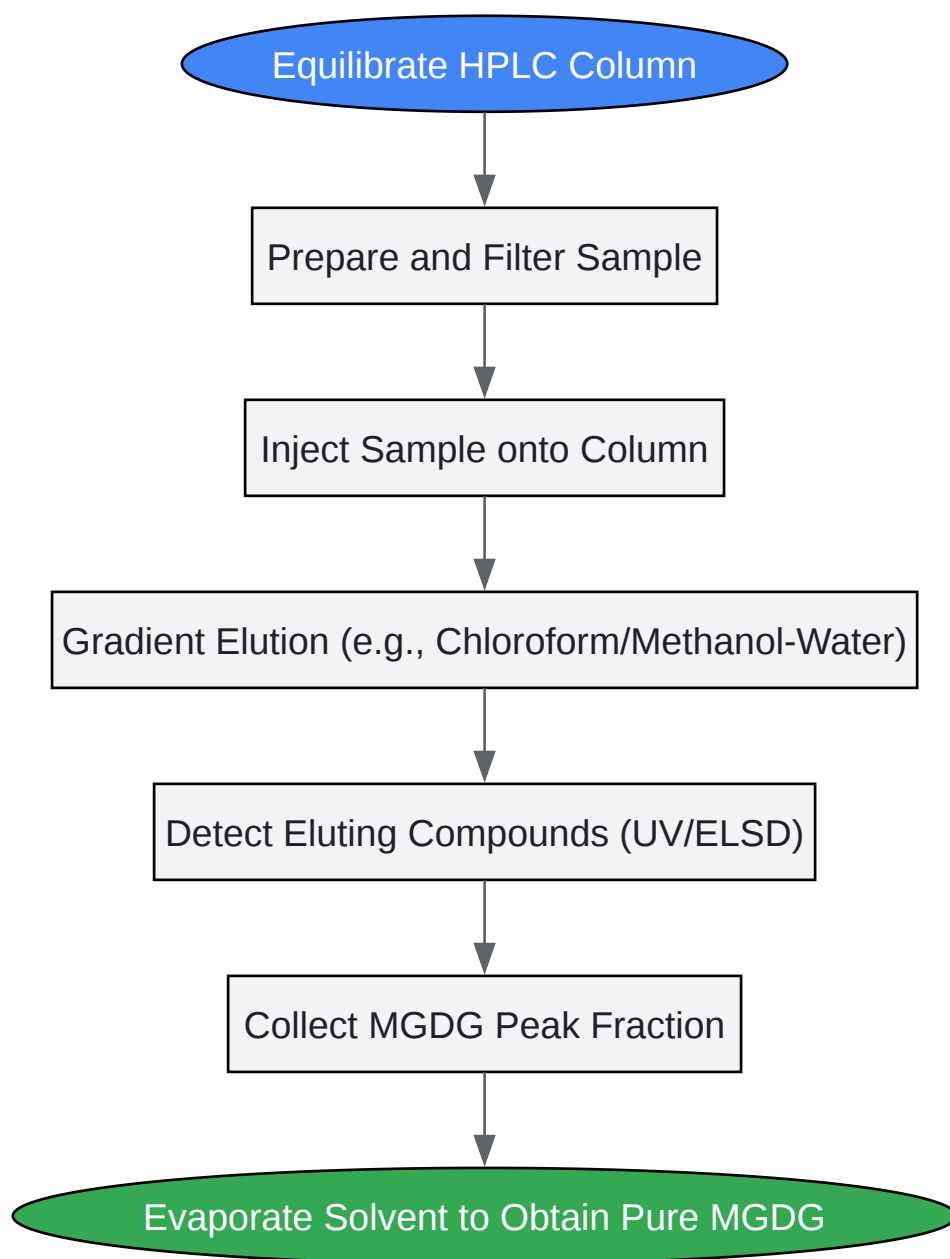 Equilibrate HPLC Column
Prepare and Filter Sample
Inject Sample onto Column
Gradient Elution (e.g., Chloroform/Methanol-Water)
Detect Eluting Compounds (UV/ELSD)
Collect MGDG Peak Fraction
Evaporate Solvent to Obtain Pure MGDG